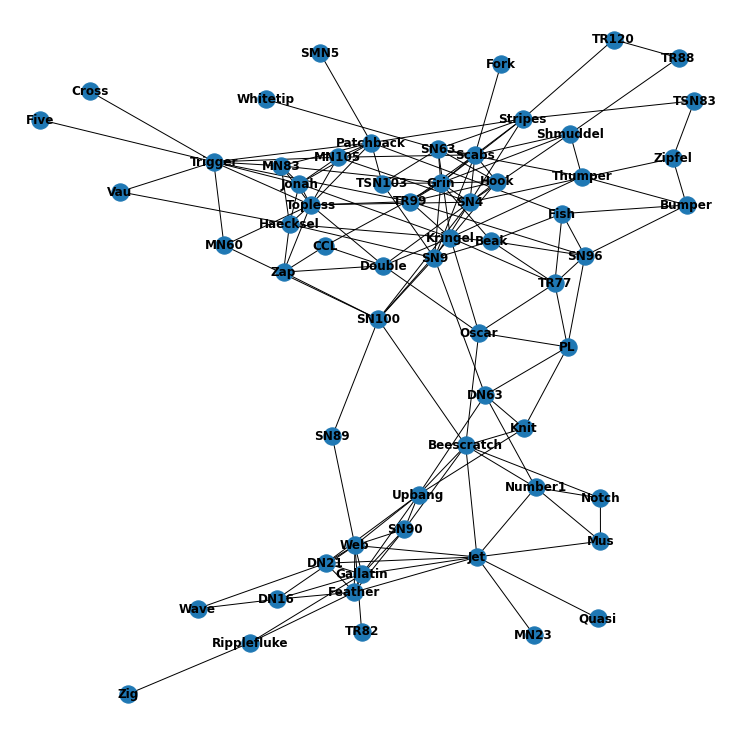 TR120
SMN5
TR88
Fork
Cross
Whitetip
TSN83
Five
Stripes
Shmuddel
Patchback
SN63
Scabs
MN105
Zipfel
Trigger
MN83
Thumper
Jonah
TSN103
Grin
Hook
Vau
Topless
TR99
SN4
Bumper
Fish
Haecksel
Kringel
Beak
MN60
CCL
SN9
SN96
Double
Zap
TR77
SN100
Oscar
PL
DN63
Knit
SN89
Beescratch
Number1
Upbang
Notch
SN90
Web
Mus
Jet
DN21
Gallatin
Feather
DN16
Wave
Quasi
TR82
MN23
Ripplefluke
Zig